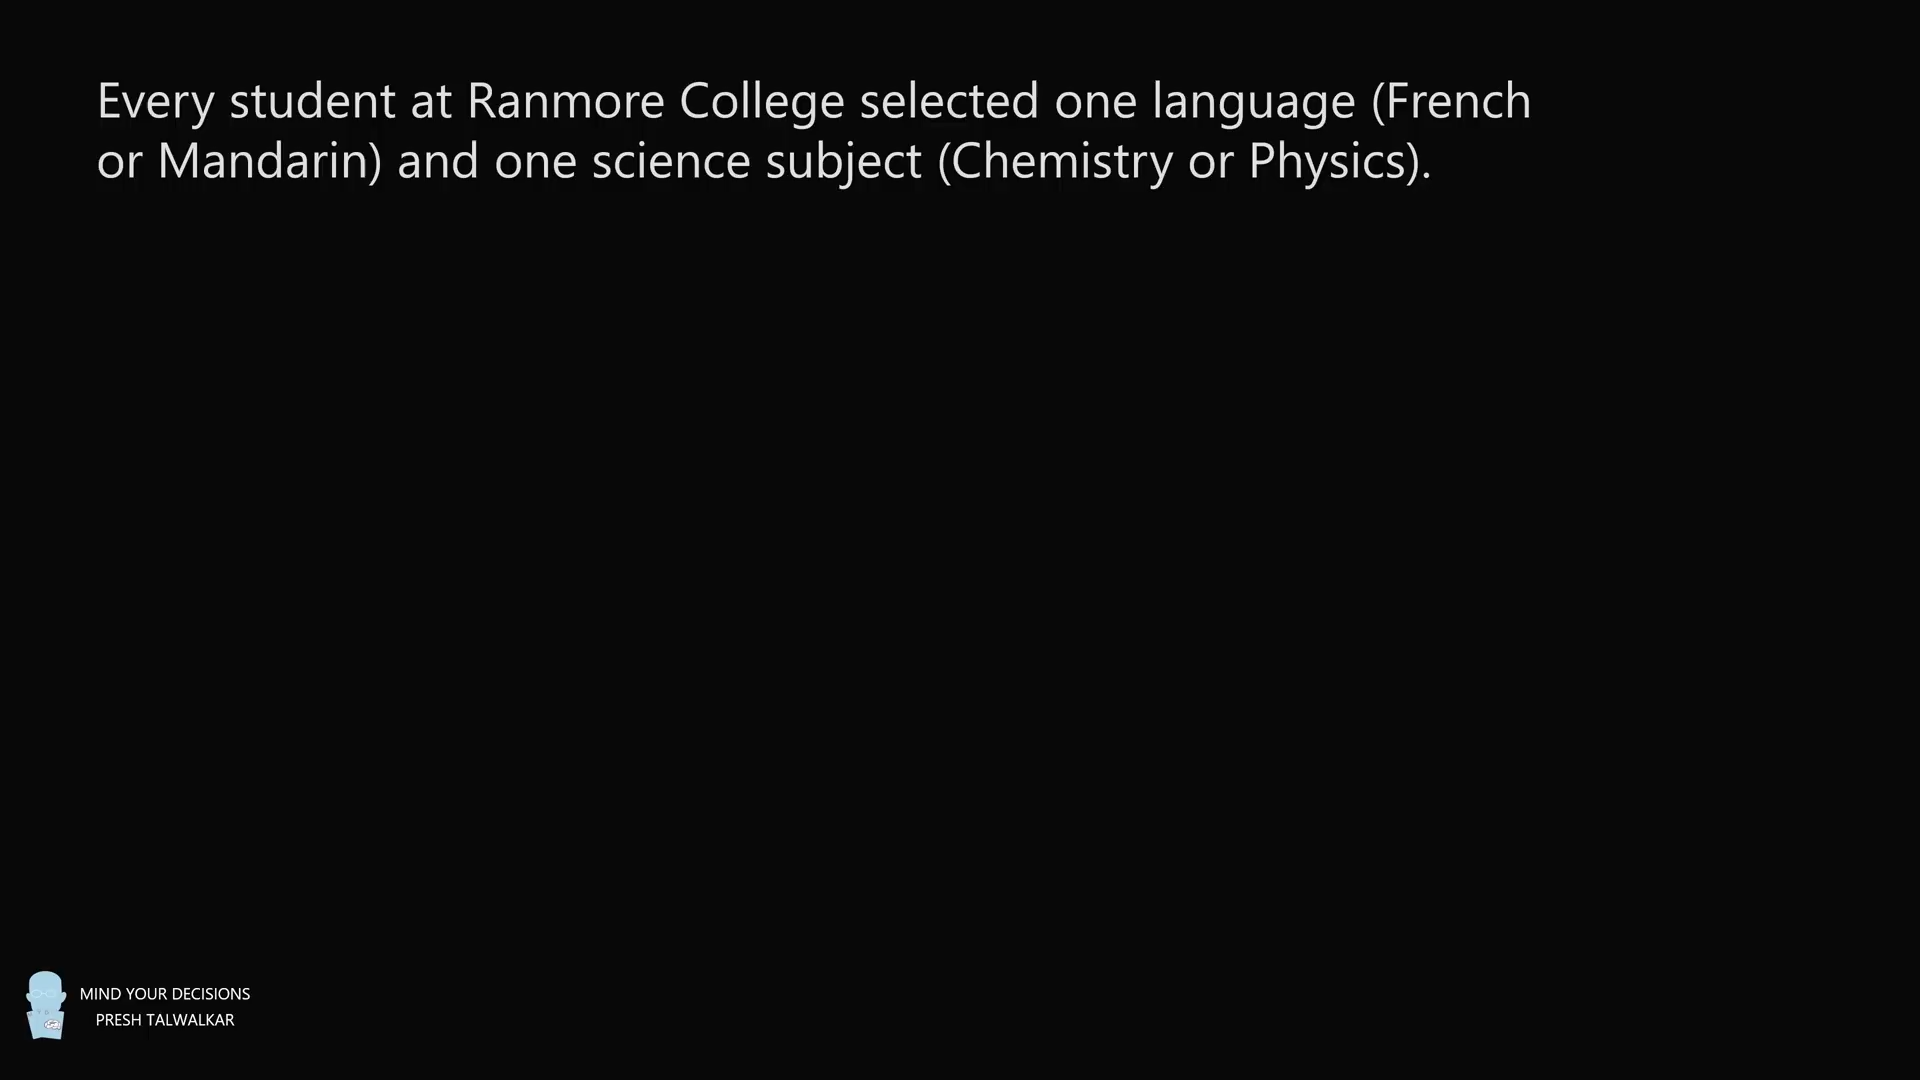 Every student at Ranmore College selected one language (French
or Mandarin) and one science subject (Chemistry or Physics).
MIND YOUR DECISIONS
PRESH TALWALKAR